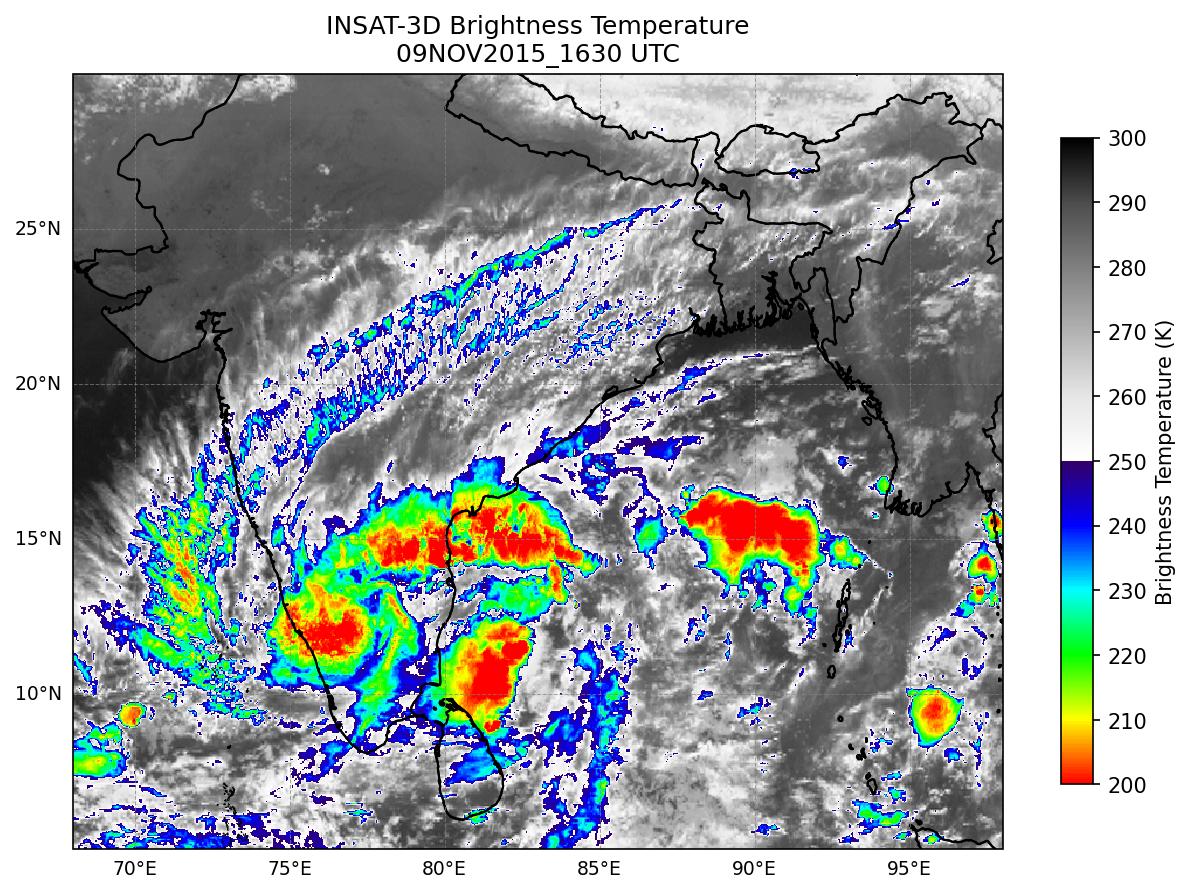 INSAT-3D Brightness Temperature
09NOV2015_1630 UTC
25°N
20°N
15°N
10°N
70°E
75°E
80°E
85°E
90°E
95°E
300
290
280
270
260
250
240
230
220
210
200
Brightness Temperature (K)